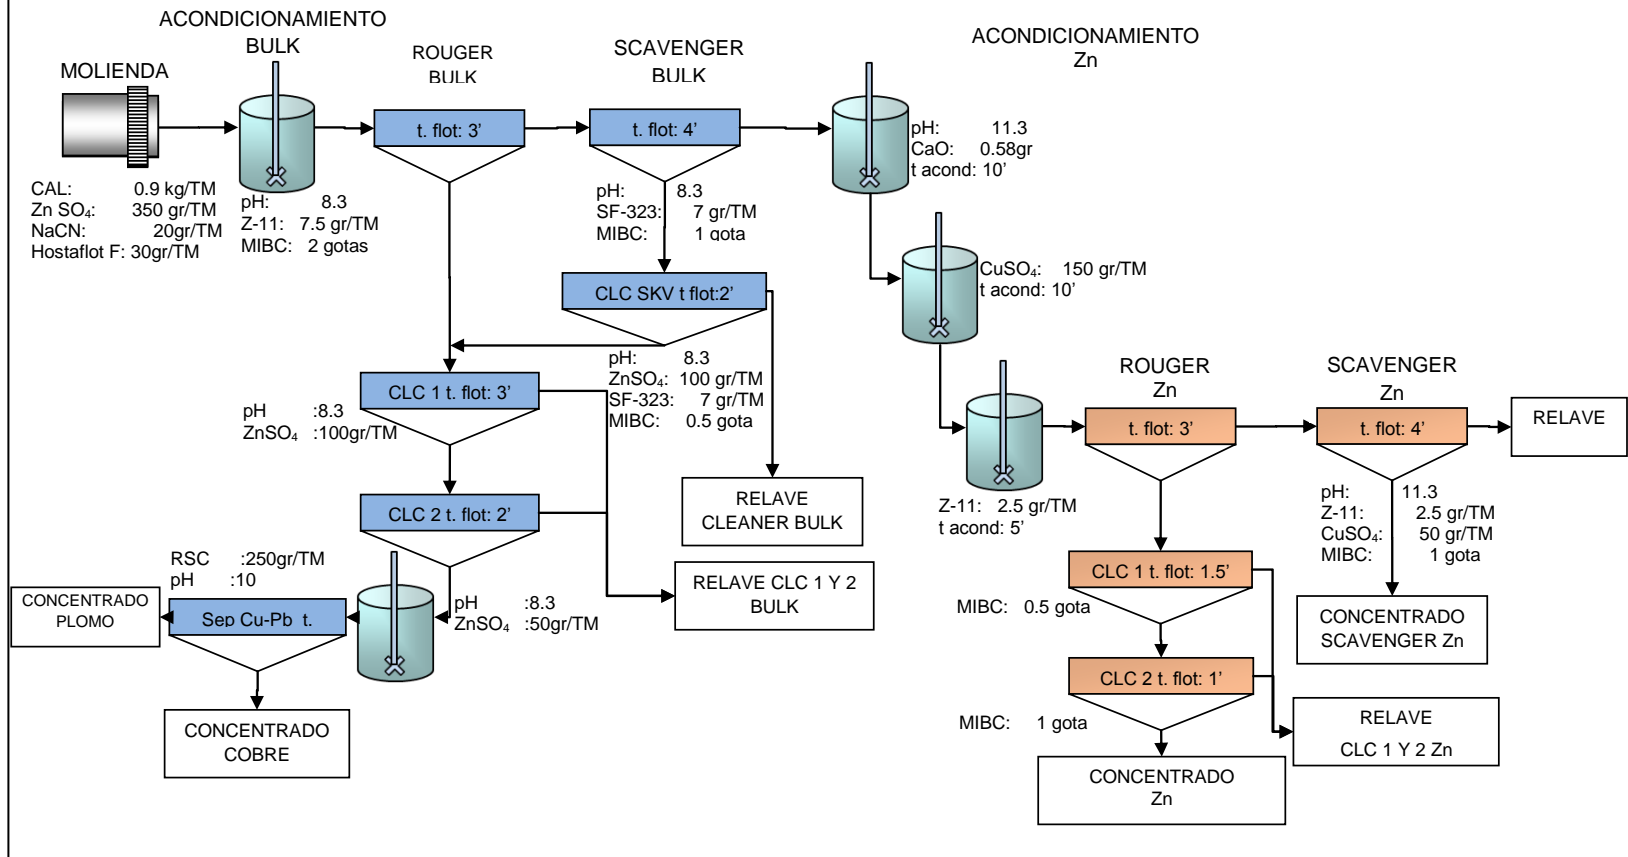 ACONDICIONAMIENTO
BULK
MOLIENDA
ROUGER
BULK
SCAVENGER
BULK
ACONDICIONAMIENTO
Zn
t. flot: 3’
t. flot: 4’
CAL: 0.9 kg/TM
Zn SO₄: 350 gr/TM
NaCN: 20gr/TM
Hostaflot F: 30gr/TM
pH: 8.3
Z-11: 7.5 gr/TM
MIBC: 2 gotas
pH: 8.3
SF-323: 7 gr/TM
MIBC: 1 gota
pH: 11.3
CaO: 0.58gr
t acond: 10’
CLC SKV t flot:2’
CuSO₄: 150 gr/TM
t acond: 10’
pH: 8.3
ZnSO₄: 100 gr/TM
SF-323: 7 gr/TM
MIBC: 0.5 gota
CLC 1 t. flot: 3’
pH :8.3
ZnSO₄ :100gr/TM
CLC 2 t. flot: 2’
RELAVE
CLEANER BULK
RELAVE CLC 1 Y 2
BULK
pH :8.3
ZnSO₄ :50gr/TM
RSC :250gr/TM
pH :10
Sep Cu-Pb t.
CONCENTRADO
PLOMO
CONCENTRADO
COBRE
ROUGER
Zn
SCAVENGER
Zn
t. flot: 3’
t. flot: 4’
RELAVE
Z-11: 2.5 gr/TM
t acond: 5’
pH: 11.3
Z-11: 2.5 gr/TM
CuSO₄: 50 gr/TM
MIBC: 1 gota
CLC 1 t. flot: 1.5’
MIBC: 0.5 gota
CONCENTRADO
SCAVENGER Zn
CLC 2 t. flot: 1’
MIBC: 1 gota
RELAVE
CLC 1 Y 2 Zn
CONCENTRADO
Zn